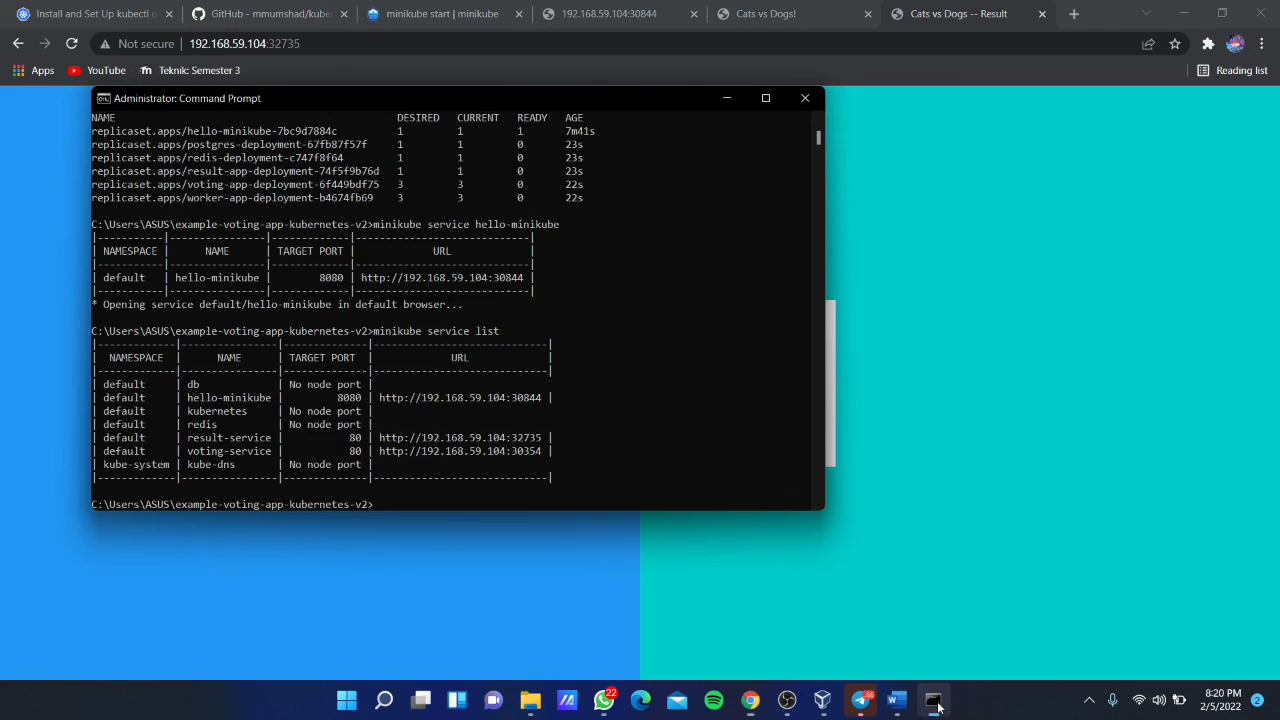 Install and Set Up kubectl o
GitHub - mmumshad/kube
minikube start | minikube
192.168.59.104:30844
Cats vs Dogs!
Cats vs Dogs -- Result
Not secure | 192.168.59.104:32735
Apps YouTube Teknik: Semester 3 Reading list
Administrator: Command Prompt
NAME DESIRED CURRENT READY AGE
replicaset.apps/hello-minikube-7bc9d7884c 1 1 1 7m41s
replicaset.apps/postgres-deployment-67fb87f57f 1 1 0 23s
replicaset.apps/redis-deployment-c747f8f64 1 1 0 23s
replicaset.apps/result-app-deployment-74f5f9b76d 1 1 0 23s
replicaset.apps/voting-app-deployment-6f449bdf75 3 3 0 22s
replicaset.apps/worker-app-deployment-b4674fb69 3 3 0 22s
C:\Users\ASUS\example-voting-app-kubernetes-v2>minikube service hello-minikube
|-----------|----------------|-------------|-----------------------------|
| NAMESPACE | NAME | TARGET PORT | URL |
|-----------|----------------|-------------|-----------------------------|
| default | hello-minikube | 8080 | http://192.168.59.104:30844 |
|-----------|----------------|-------------|-----------------------------|
* Opening service default/hello-minikube in default browser...
C:\Users\ASUS\example-voting-app-kubernetes-v2>minikube service list
|-------------|----------------|--------------|-----------------------------|
| NAMESPACE | NAME | TARGET PORT | URL |
|-------------|----------------|--------------|-----------------------------|
| default | db | No node port |
| default | hello-minikube | 8080 | http://192.168.59.104:30844 |
| default | kubernetes | No node port |
| default | redis | No node port |
| default | result-service | 80 | http://192.168.59.104:32735 |
| default | voting-service | 80 | http://192.168.59.104:30354 |
| kube-system | kube-dns | No node port |
|-------------|----------------|--------------|-----------------------------|
C:\Users\ASUS\example-voting-app-kubernetes-v2>
22
8:20 PM
2/5/2022
2